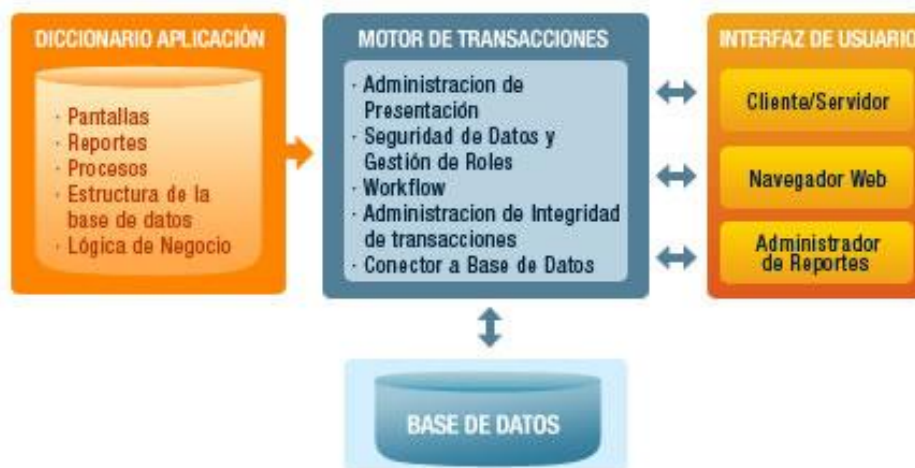 DICCIONARIO APLICACIÓN
· Pantallas
· Reportes
· Procesos
· Estructura de la
base de datos
· Lógica de Negocio
MOTOR DE TRANSACCIONES
· Administracion de
Presentación
· Seguridad de Datos y
Gestión de Roles
· Workflow
· Administracion de Integridad
de transacciones
· Conector a Base de Datos
INTERFAZ DE USUARIO
Cliente/Servidor
Navegador Web
Administrador
de Reportes
BASE DE DATOS